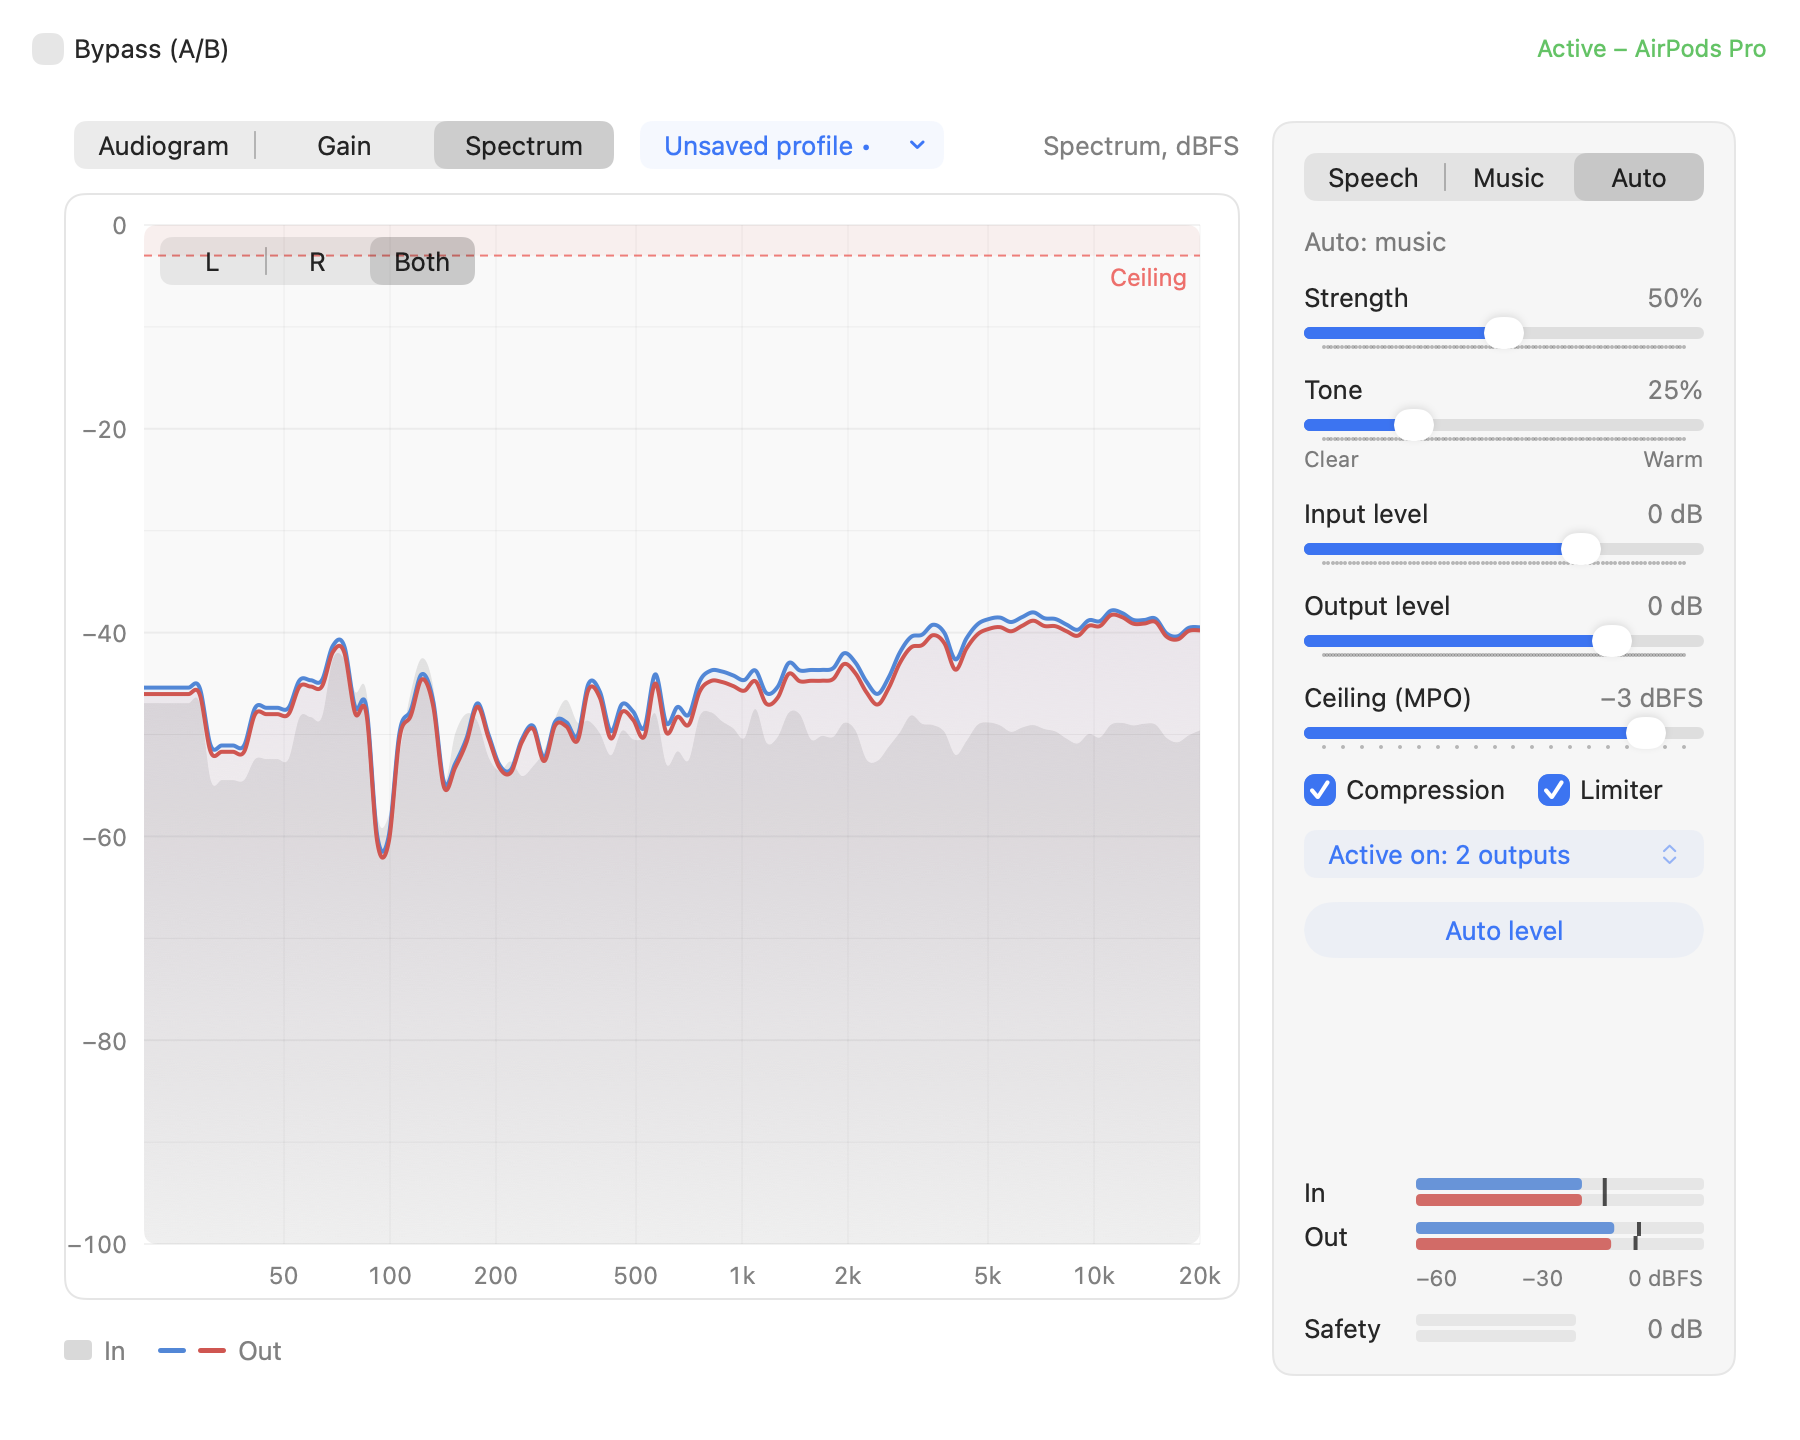 Bypass (A/B)
Active – AirPods Pro
Audiogram Gain Spectrum
Unsaved profile •
Spectrum, dBFS
L R Both
Ceiling
0
−20
−40
−60
−80
−100
50 100 200 500 1k 2k 5k 10k 20k
In Out
Speech Music Auto
Auto: music
Strength 50%
Tone 25%
Clear Warm
Input level 0 dB
Output level 0 dB
Ceiling (MPO) −3 dBFS
Compression Limiter
Active on: 2 outputs
Auto level
In
Out
−60 −30 0 dBFS
Safety 0 dB